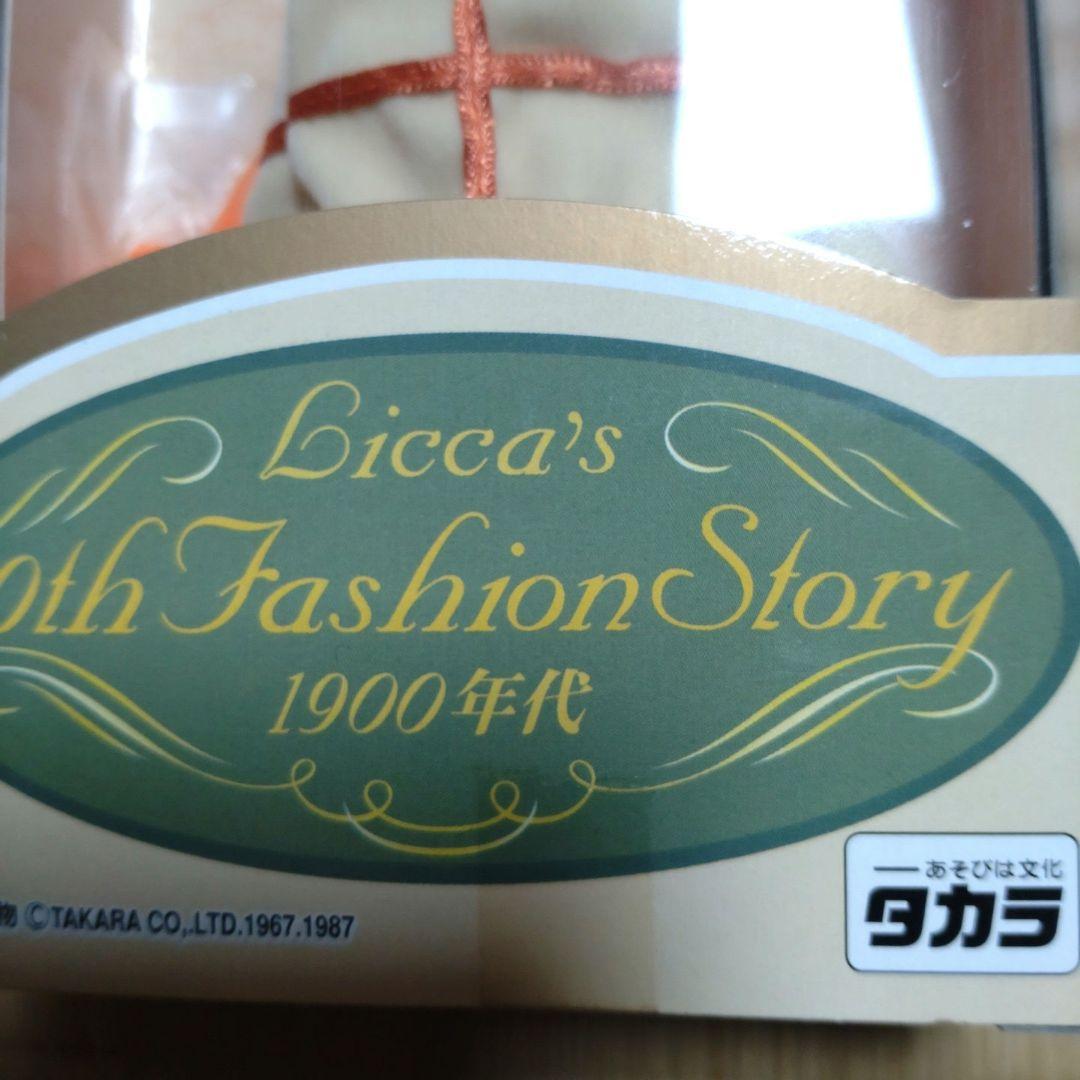 Licca's
0th Fashion Story
1900年代
物 ©TAKARA CO,.LTD.1967.1987
あそびは文化
タカラ